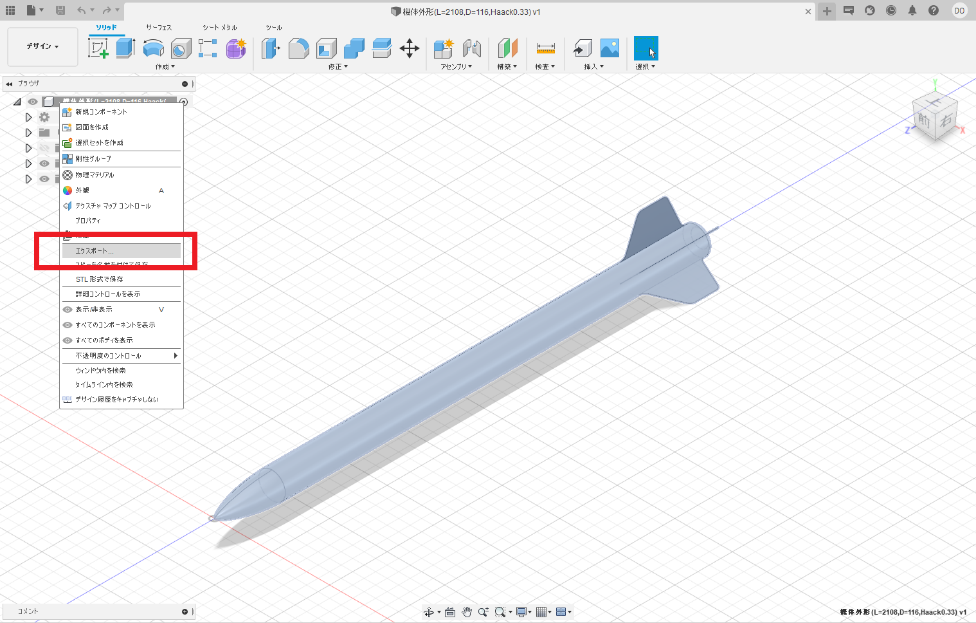 機体外形(L=2108,D=116,Haack0.33) v1
DO
ソリッド
サーフェス
シート メタル
ツール
デザイン
作成
修正
アセンブリ
構築
検査
挿入
選択
ブラウザ
機体外形(L=2108,D=116,Haack(
新規コンポーネント
図面を作成
選択セットを作成
剛性グループ
物理マテリアル
外観 A
テクスチャ マップ コントロール
プロパティ
エクスポート...
コピーを名前を付けて保存
STL 形式で保存
詳細コントロールを表示
表示/非表示 V
すべてのコンポーネントを表示
すべてのボディを表示
不透明度のコントロール
ウィンドウ内を検索
タイムライン内を検索
デザイン履歴をキャプチャしない
Y
前
右
Z
X
コメント
機体外形(L=2108,D=116,Haack0.33) v1